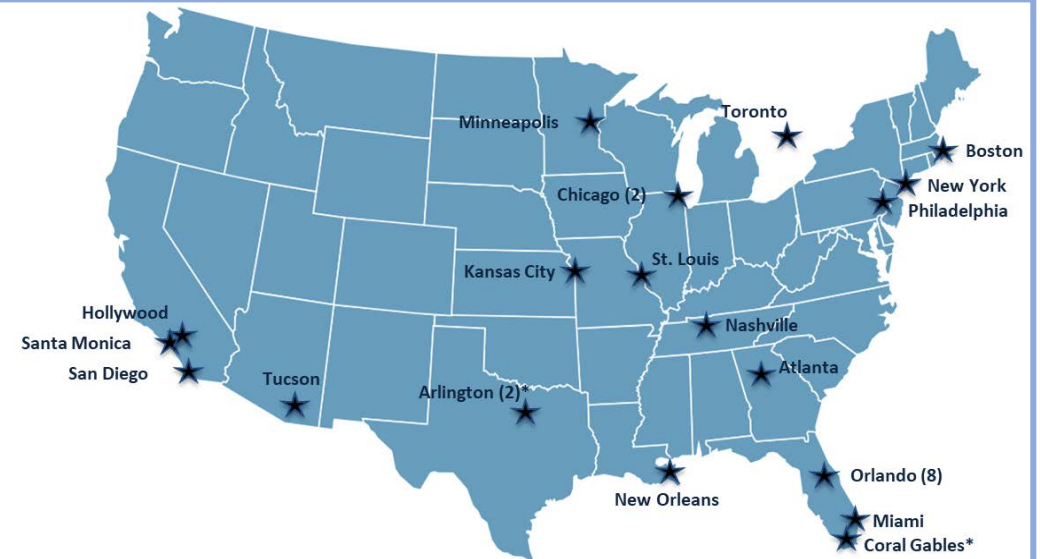 Toronto
Minneapolis
Boston
New York
Chicago (2)
Philadelphia
St. Louis
Kansas City
Hollywood
Nashville
Santa Monica
Atlanta
San Diego
Tucson
Arlington (2)*
Orlando (8)
New Orleans
Miami
Coral Gables*